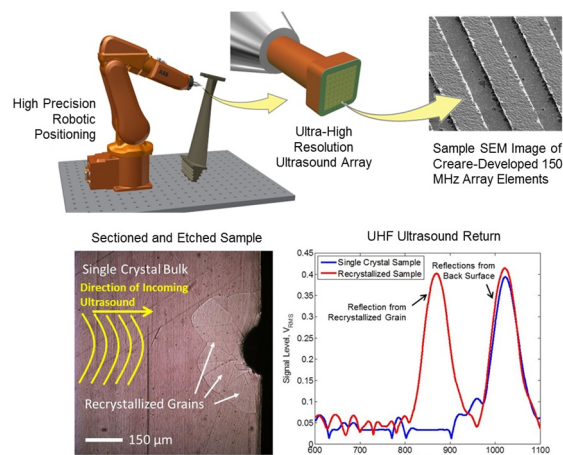 High Precision
Robotic
Positioning
Ultra-High
Resolution
Ultrasound Array
Sample SEM Image of
Creare-Developed 150
MHz Array Elements
Sectioned and Etched Sample
Single Crystal Bulk
Direction of Incoming
Ultrasound
Recrystallized Grains
150 µm
UHF Ultrasound Return
Single Crystal Sample
Recrystallized Sample
Reflections from
Back Surface
Reflection from
Recrystallized Grain
Signal Level, VRMS
0.45
0.4
0.35
0.3
0.25
0.2
0.15
0.1
0.05
0
600
700
800
900
1000
1100